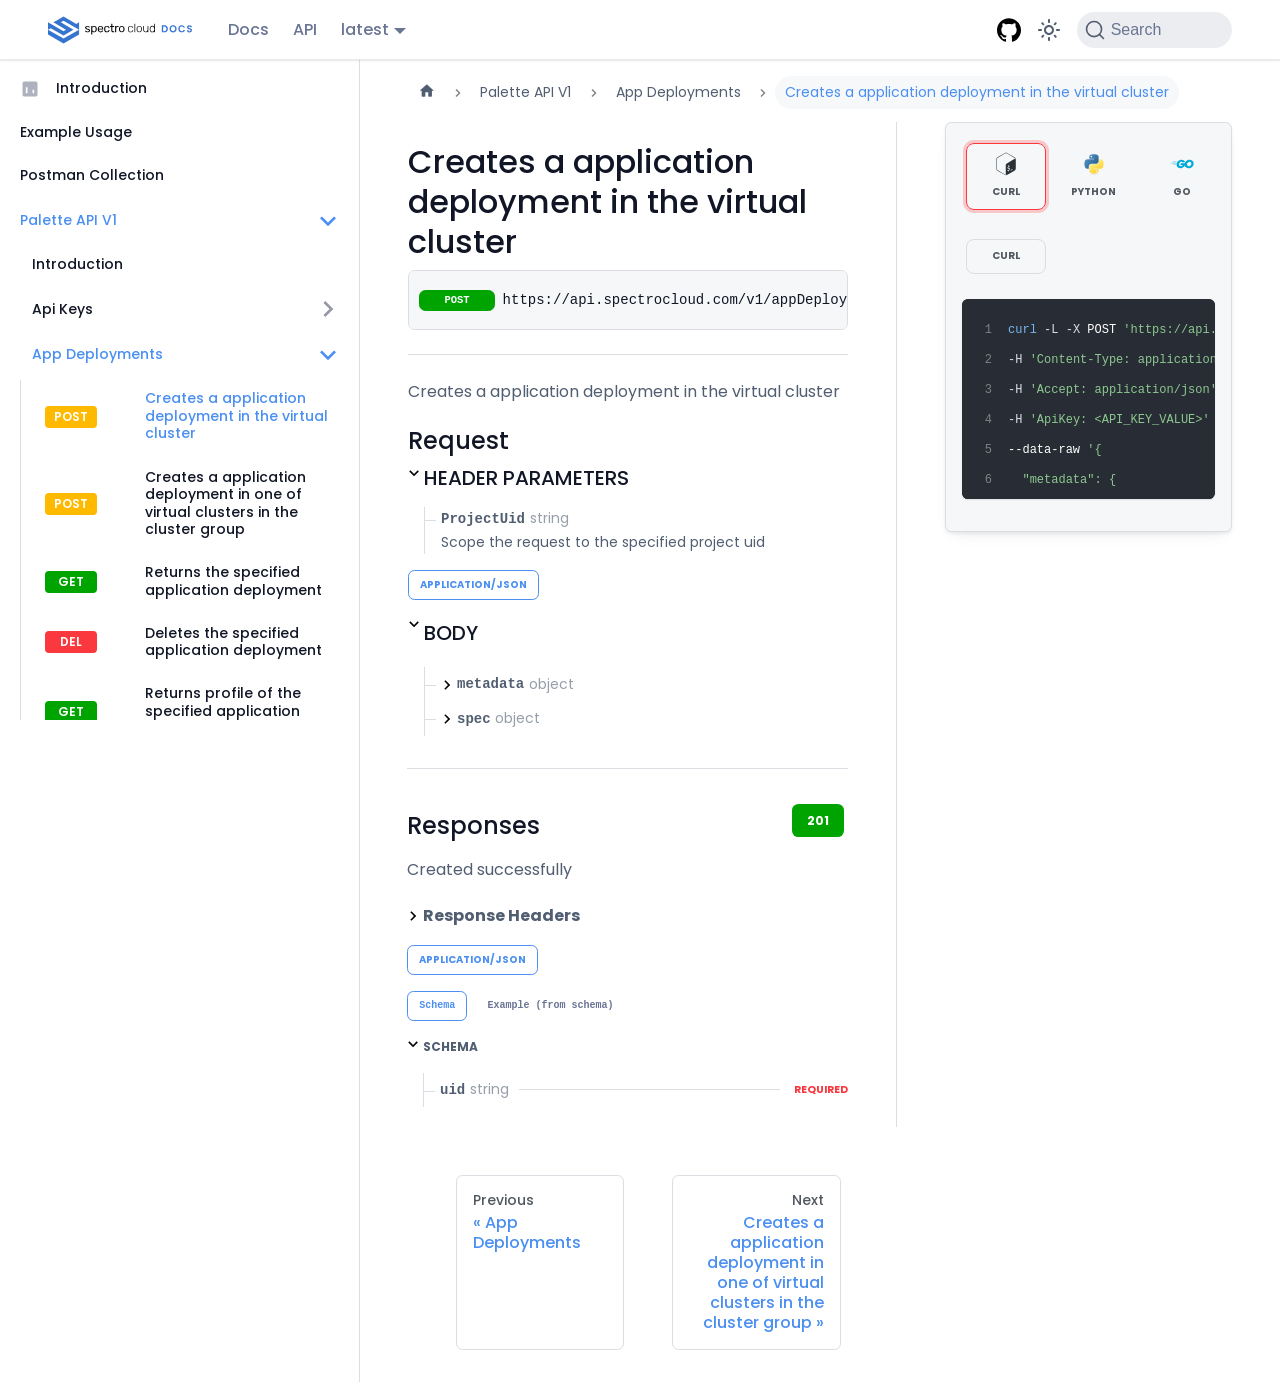 spectro cloud DOCS Docs API latest Search
Introduction
Example Usage
Postman Collection
Palette API V1
Introduction
Api Keys
App Deployments
POST Creates a application
deployment in the virtual
cluster
POST Creates a application
deployment in one of
virtual clusters in the
cluster group
GET Returns the specified
application deployment
DEL Deletes the specified
application deployment
GET Returns profile of the
specified application
Palette API V1 App Deployments Creates a application deployment in the virtual cluster
Creates a application
deployment in the virtual
cluster
POST https://api.spectrocloud.com/v1/appDeploy
Creates a application deployment in the virtual cluster
Request
HEADER PARAMETERS
ProjectUid string
Scope the request to the specified project uid
APPLICATION/JSON
BODY
metadata object
spec object
Responses 201
Created successfully
Response Headers
APPLICATION/JSON
Schema Example (from schema)
SCHEMA
uid string REQUIRED
CURL PYTHON GO
CURL
1 curl -L -X POST 'https://api.
2 -H 'Content-Type: application
3 -H 'Accept: application/json'
4 -H 'ApiKey: <API_KEY_VALUE>'
5 --data-raw '{
6 "metadata": {
Previous
« App
Deployments
Next
Creates a
application
deployment in
one of virtual
clusters in the
cluster group »